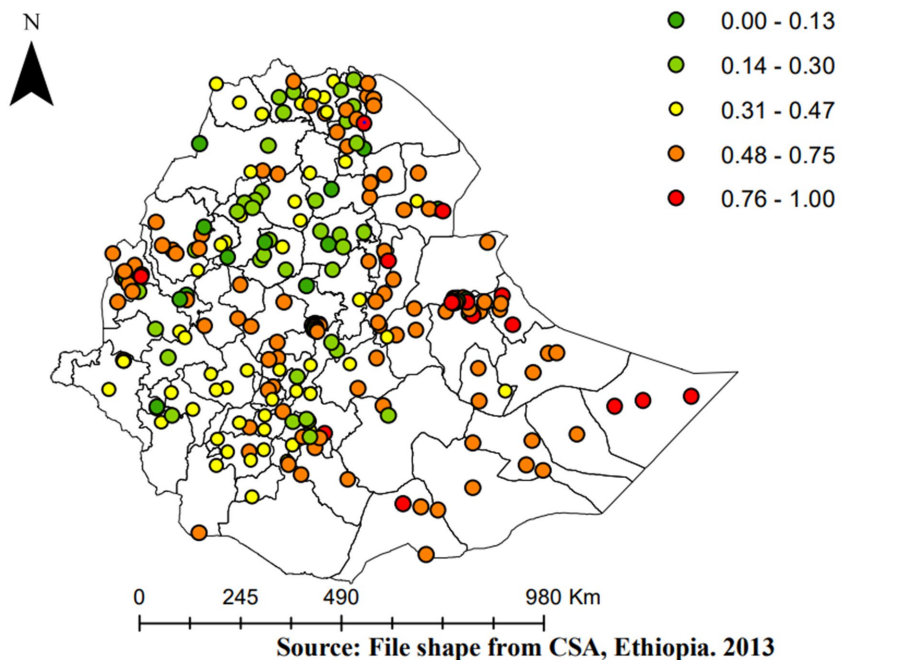 N
0.00 - 0.13
0.14 - 0.30
0.31 - 0.47
0.48 - 0.75
0.76 - 1.00
0 245 490 980 Km
Source: File shape from CSA, Ethiopia. 2013